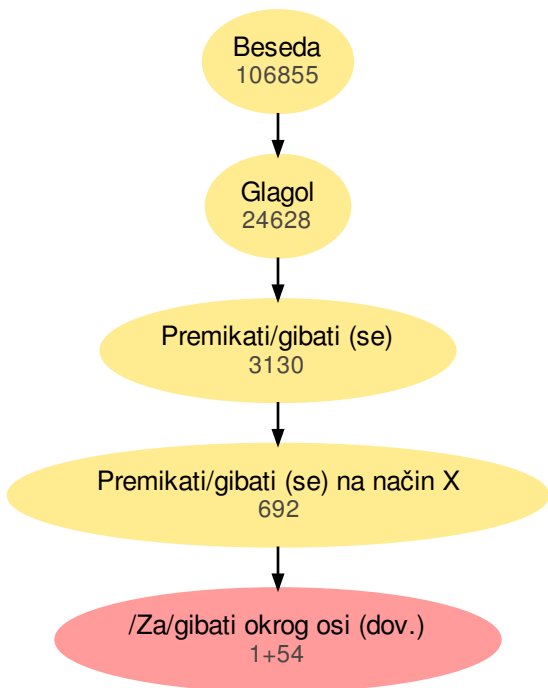 Beseda
106855
Glagol
24628
Premikati/gibati (se)
3130
Premikati/gibati (se) na način X
692
/Za/gibati okrog osi (dov.)
1+54